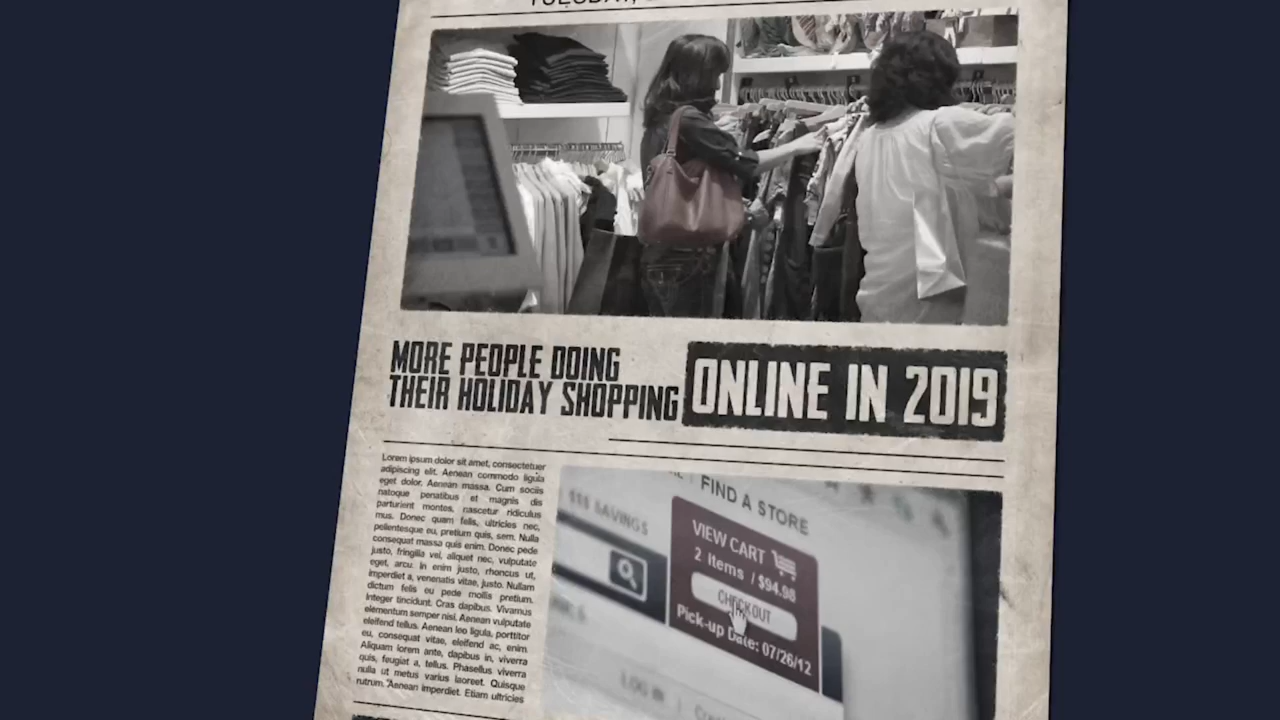 TUESDAY,
MORE PEOPLE DOING
THEIR HOLIDAY SHOPPING
ONLINE IN 2019
Lorem ipsum dolor sit amet, consectetuer
adipiscing elit. Aenean commodo ligula
eget dolor. Aenean massa. Cum sociis
natoque penatibus et magnis dis
parturient montes, nascetur ridiculus
mus. Donec quam felis, ultricies nec,
pellentesque eu, pretium quis, sem. Nulla
consequat massa quis enim. Donec pede
justo, fringilla vel, aliquet nec, vulputate
eget, arcu. In enim justo, rhoncus ut,
imperdiet a, venenatis vitae, justo. Nullam
dictum felis eu pede mollis pretium.
Integer tincidunt. Cras dapibus. Vivamus
elementum semper nisi. Aenean vulputate
eleifend tellus. Aenean leo ligula, porttitor
eu, consequat vitae, eleifend ac, enim.
Aliquam lorem ante, dapibus in, viverra
quis, feugiat a, tellus. Phasellus viverra
nulla ut metus varius laoreet. Quisque
rutrum. Aenean imperdiet. Etiam ultricies
FIND A STORE
SAVINGS
VIEW CART
2 Items / $94.98
CHECKOUT
Pick-up Date: 07/26/12
LOG IN